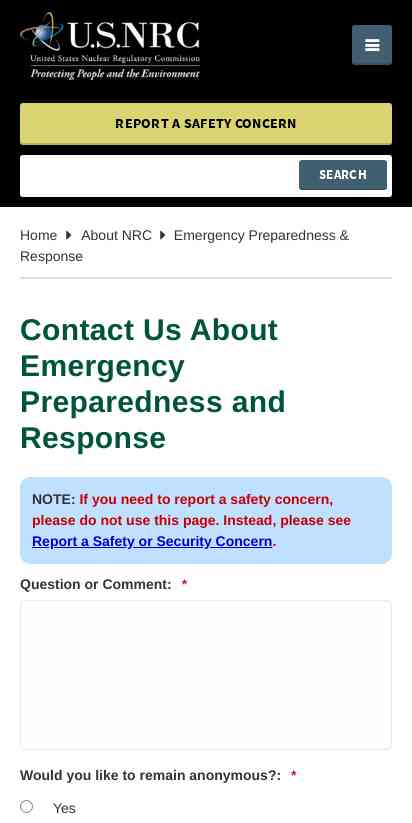 U.S.NRC
United States Nuclear Regulatory Commission
Protecting People and the Environment
REPORT A SAFETY CONCERN
SEARCH
Home About NRC Emergency Preparedness &
Response
Contact Us About
Emergency
Preparedness and
Response
NOTE: If you need to report a safety concern,
please do not use this page. Instead, please see
Report a Safety or Security Concern.
Question or Comment: *
Would you like to remain anonymous?: *
Yes